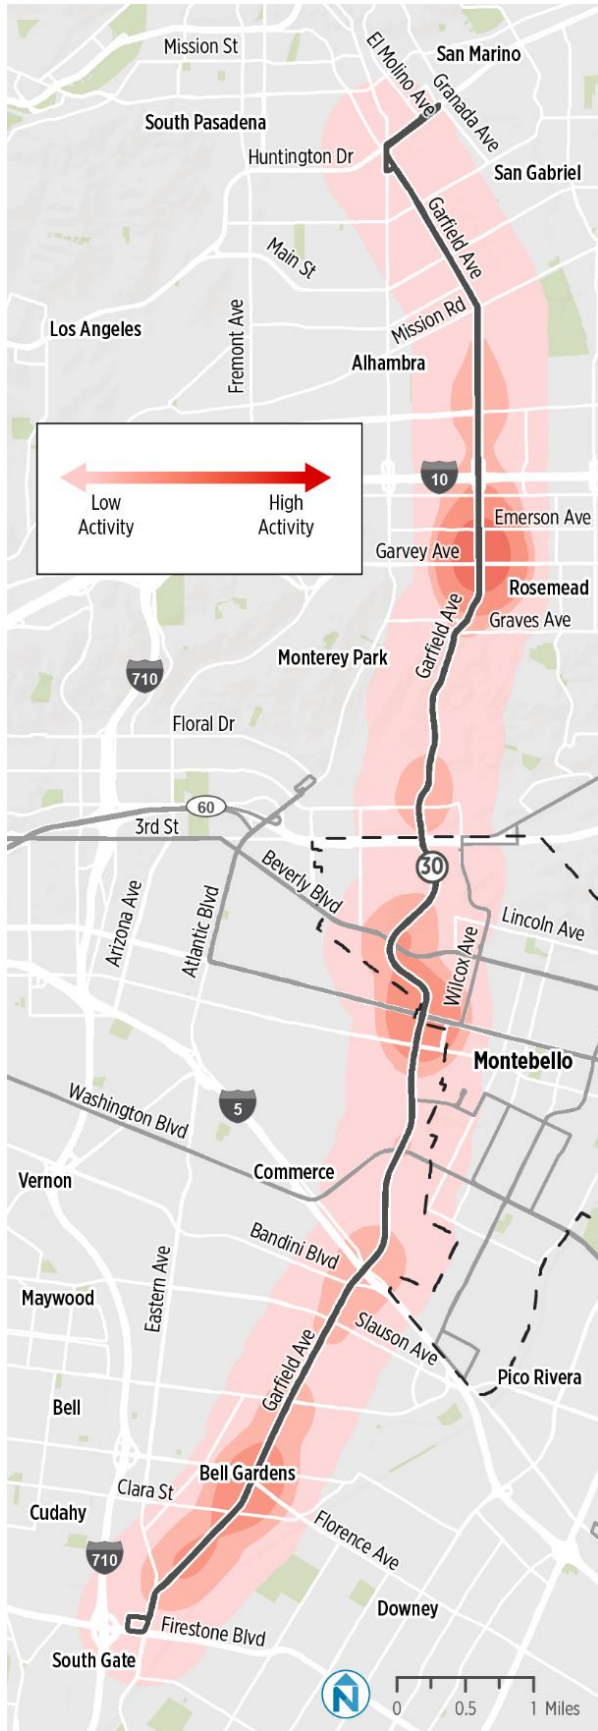 Mission St
El Molino Ave
San Marino
Granada Ave
South Pasadena
Huntington Dr
San Gabriel
Garfield Ave
Main St
Los Angeles
Fremont Ave
Mission Rd
Alhambra
Low
Activity
High
Activity
10
Emerson Ave
Garvey Ave
Rosemead
Garfield Ave
Graves Ave
Monterey Park
710
Floral Dr
60
3rd St
30
Beverly Blvd
Arizona Ave
Atlantic Blvd
Lincoln Ave
Wilcox Ave
Montebello
5
Washington Blvd
Commerce
Vernon
Bandini Blvd
Eastern Ave
Maywood
Slauson Ave
Garfield Ave
Pico Rivera
Bell
Bell Gardens
Clara St
Cudahy
Florence Ave
710
Downey
Firestone Blvd
South Gate
N
0 0.5 1 Miles